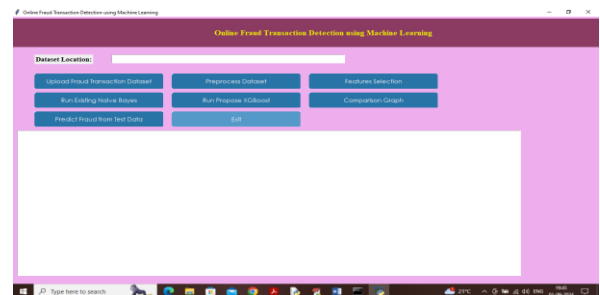 Online Fraud Transaction Detection using Machine Learning
Online Fraud Transaction Detection using Machine Learning
Dataset Location:
Upload Fraud Transaction Dataset Preprocess Dataset Features Selection
Run Existing Naive Bayes Run Propose XGBoost Comparison Graph
Predict Fraud from Test Data Exit
Type here to search 21°C ENG